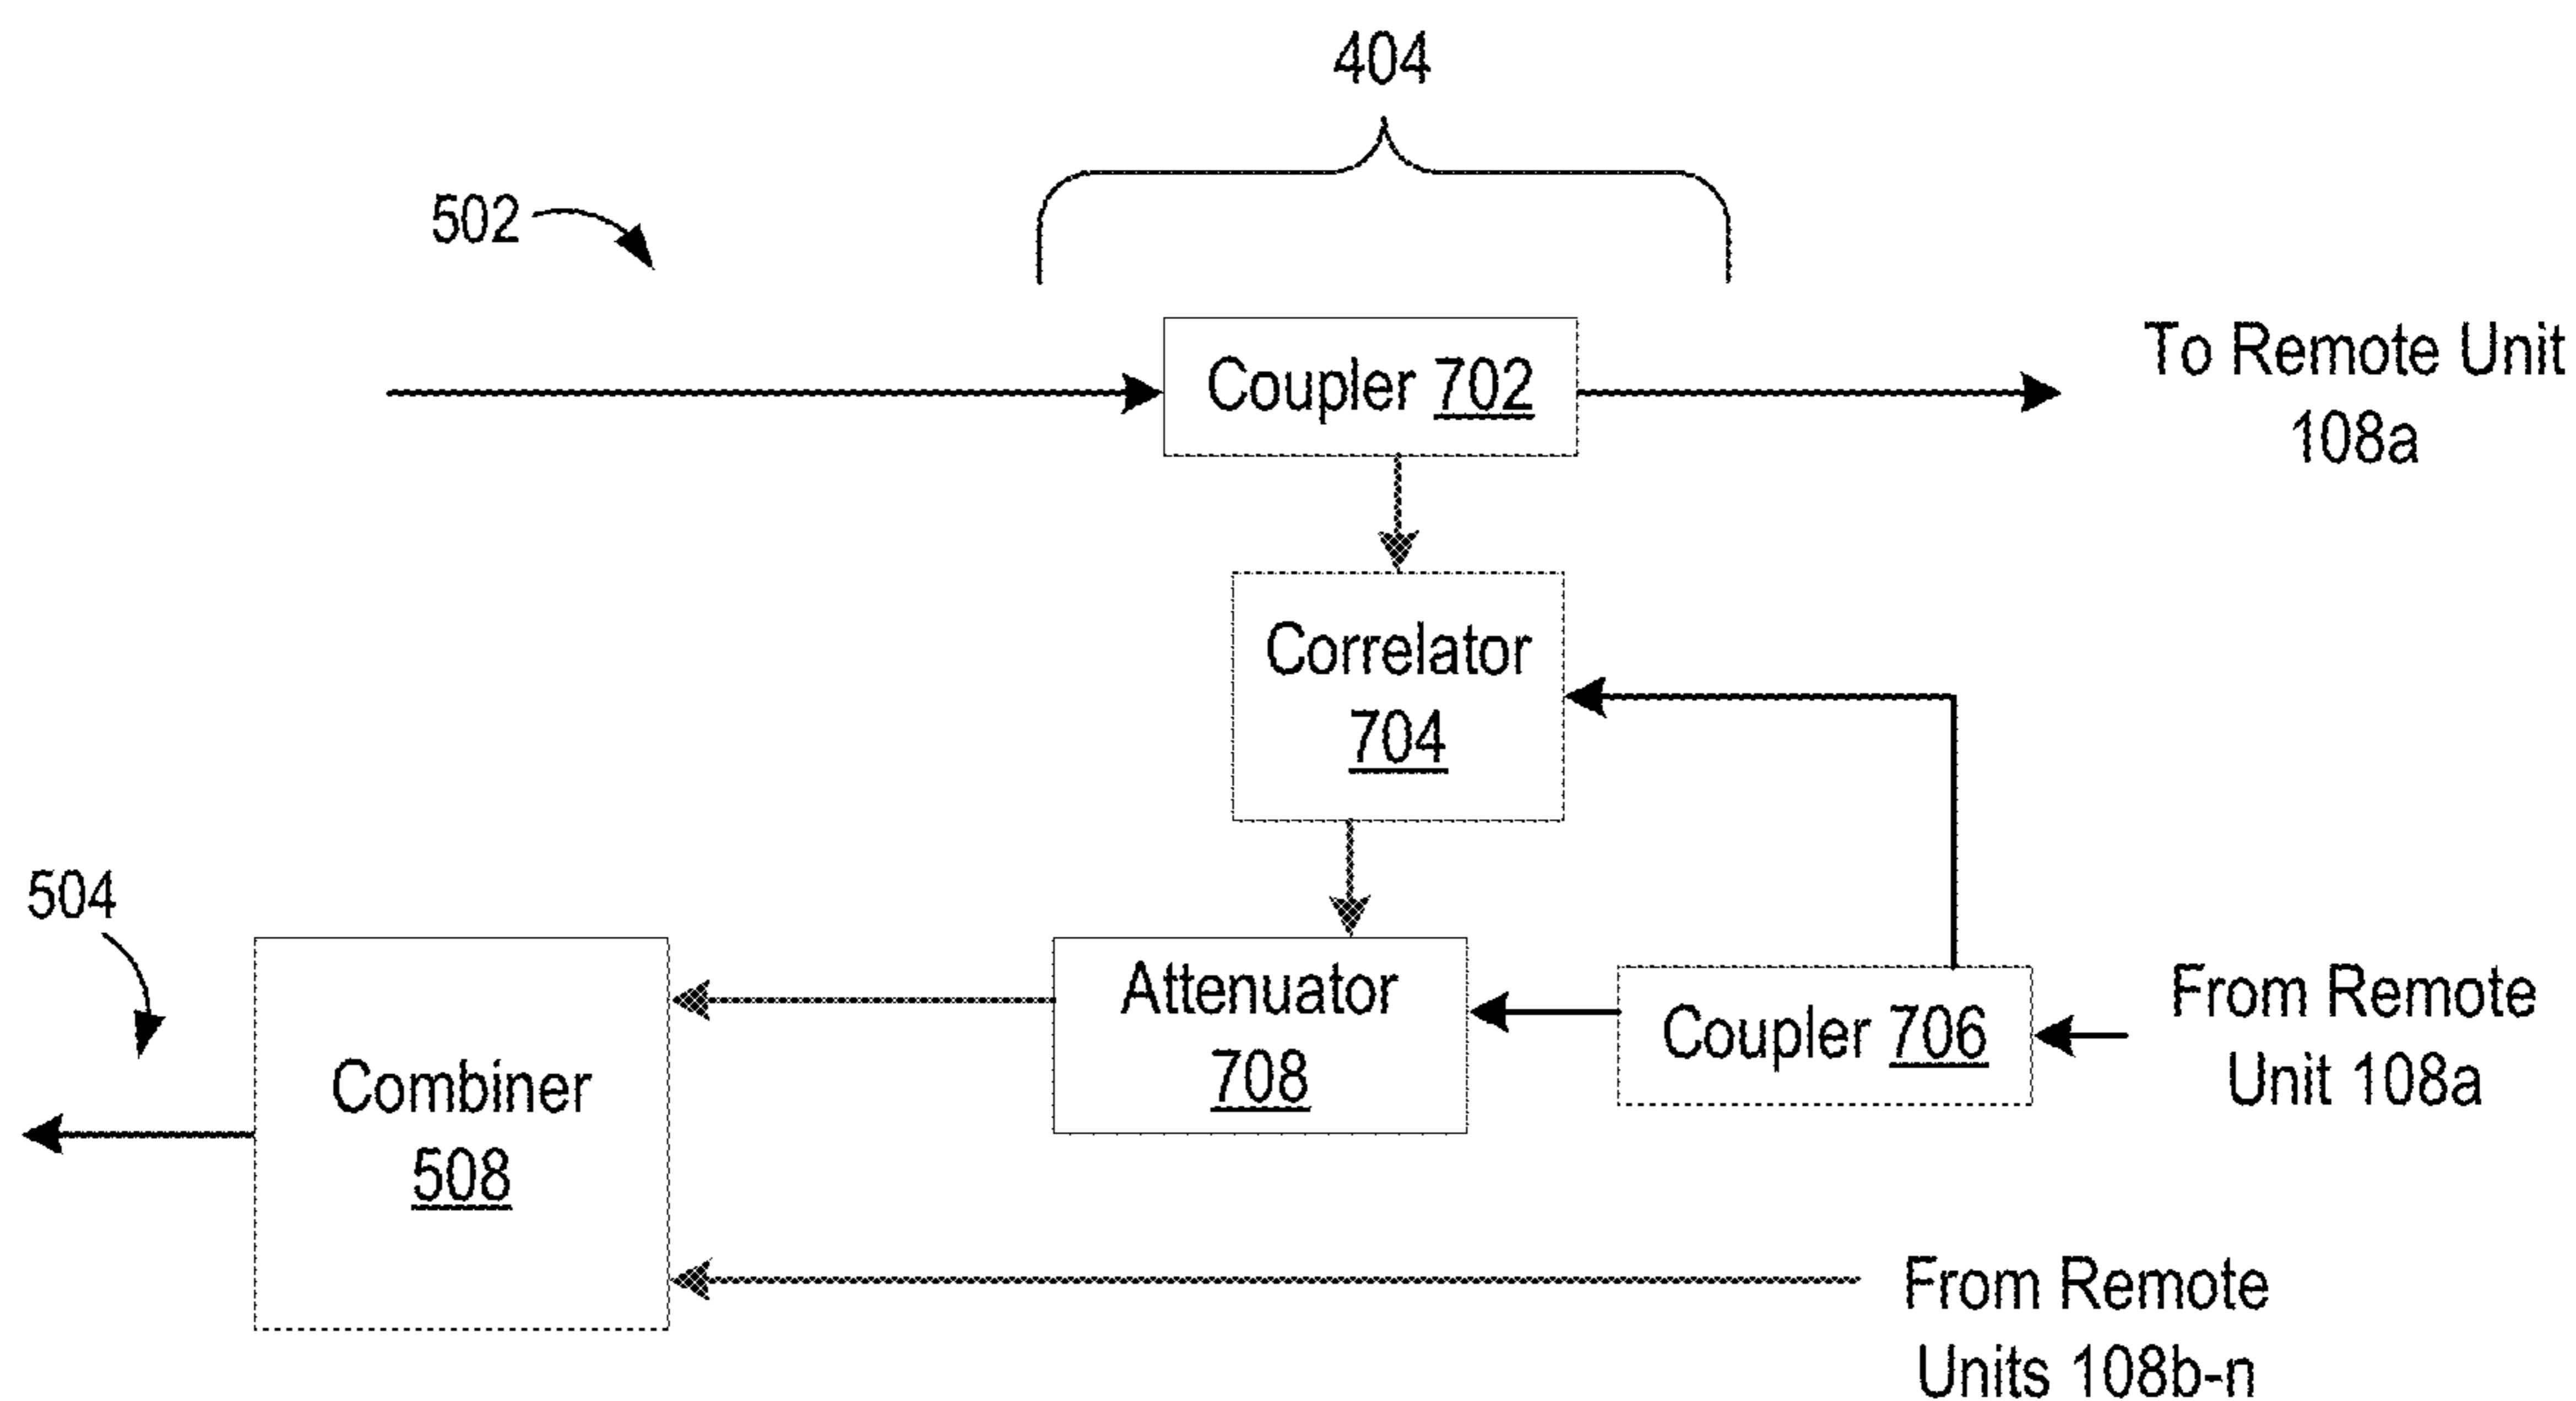 404
502
Coupler 702
To Remote Unit
108a
Correlator
704
504
Combiner
508
Attenuator
708
Coupler 706
From Remote
Unit 108a
From Remote
Units 108b-n